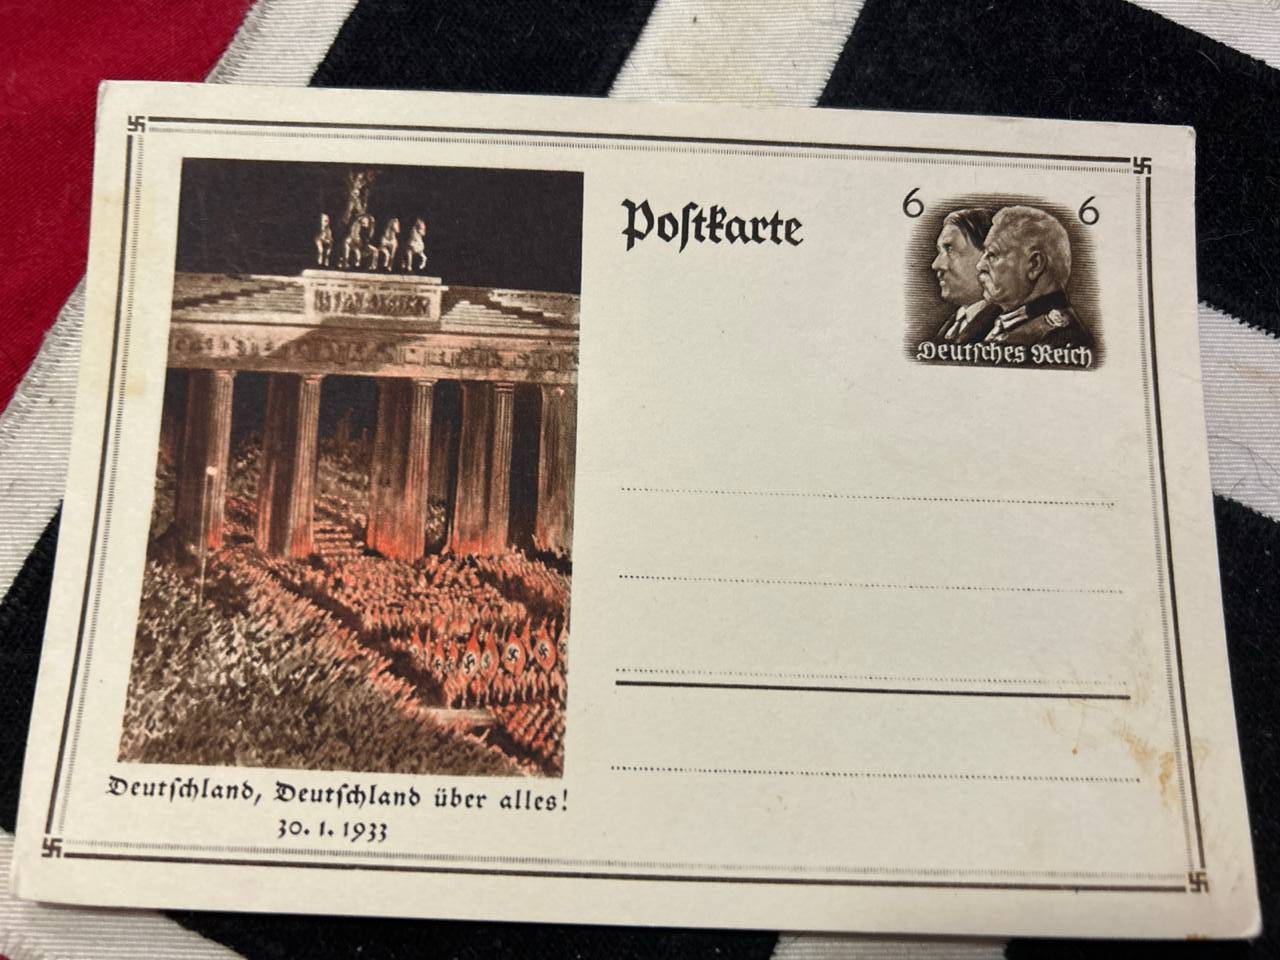 Poſtkarte
6 6
Deutſches Reich
Deutſchland, Deutſchland über alles!
30. 1. 1933